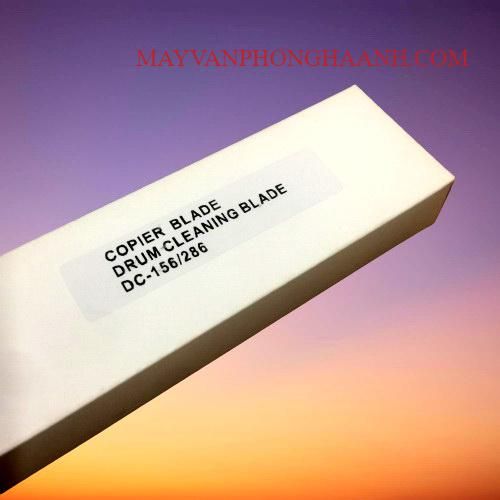 MAYVANPHONGHAANH.COM
COPIER BLADE
DRUM CLEANING BLADE
DC-156/286